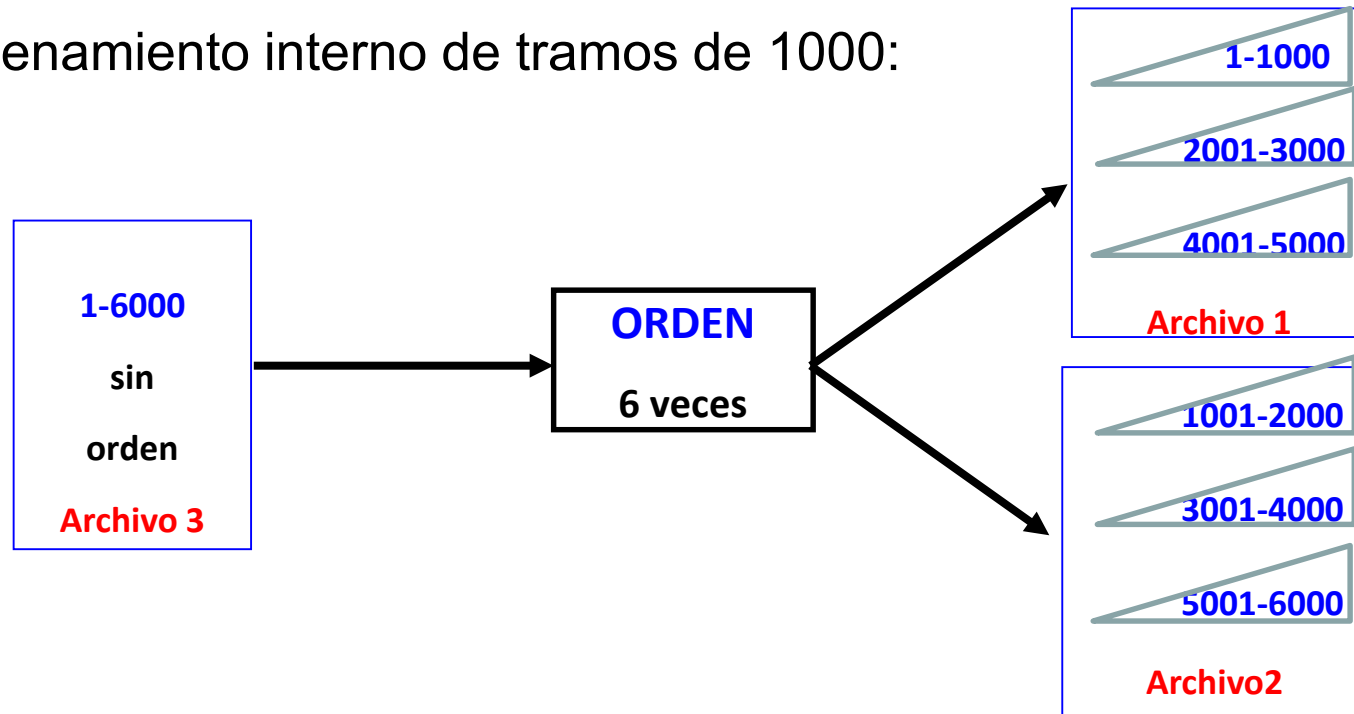 enamiento interno de tramos de 1000:
1-6000
sin
orden
Archivo 3
ORDEN
6 veces
1-1000
2001-3000
4001-5000
Archivo 1
1001-2000
3001-4000
5001-6000
Archivo2